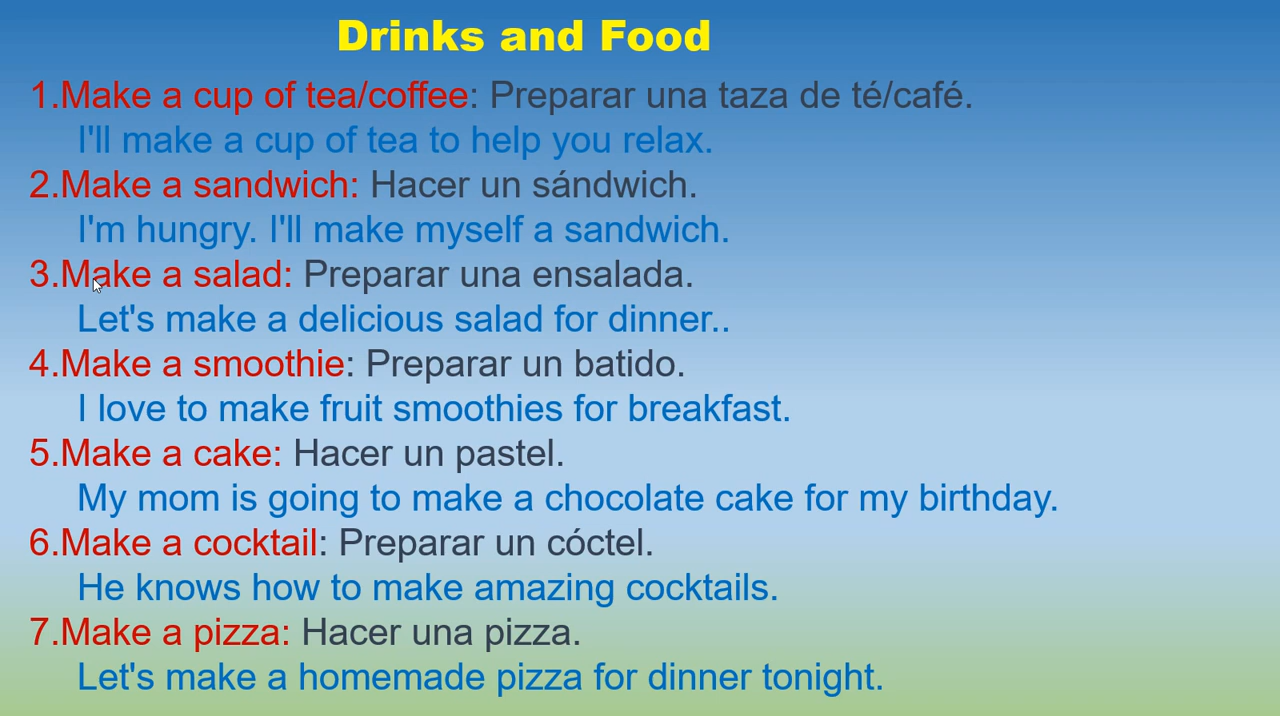 Drinks and Food
1.Make a cup of tea/coffee: Preparar una taza de té/café.
I'll make a cup of tea to help you relax.
2.Make a sandwich: Hacer un sándwich.
I'm hungry. I'll make myself a sandwich.
3.Make a salad: Preparar una ensalada.
Let's make a delicious salad for dinner..
4.Make a smoothie: Preparar un batido.
I love to make fruit smoothies for breakfast.
5.Make a cake: Hacer un pastel.
My mom is going to make a chocolate cake for my birthday.
6.Make a cocktail: Preparar un cóctel.
He knows how to make amazing cocktails.
7.Make a pizza: Hacer una pizza.
Let's make a homemade pizza for dinner tonight.